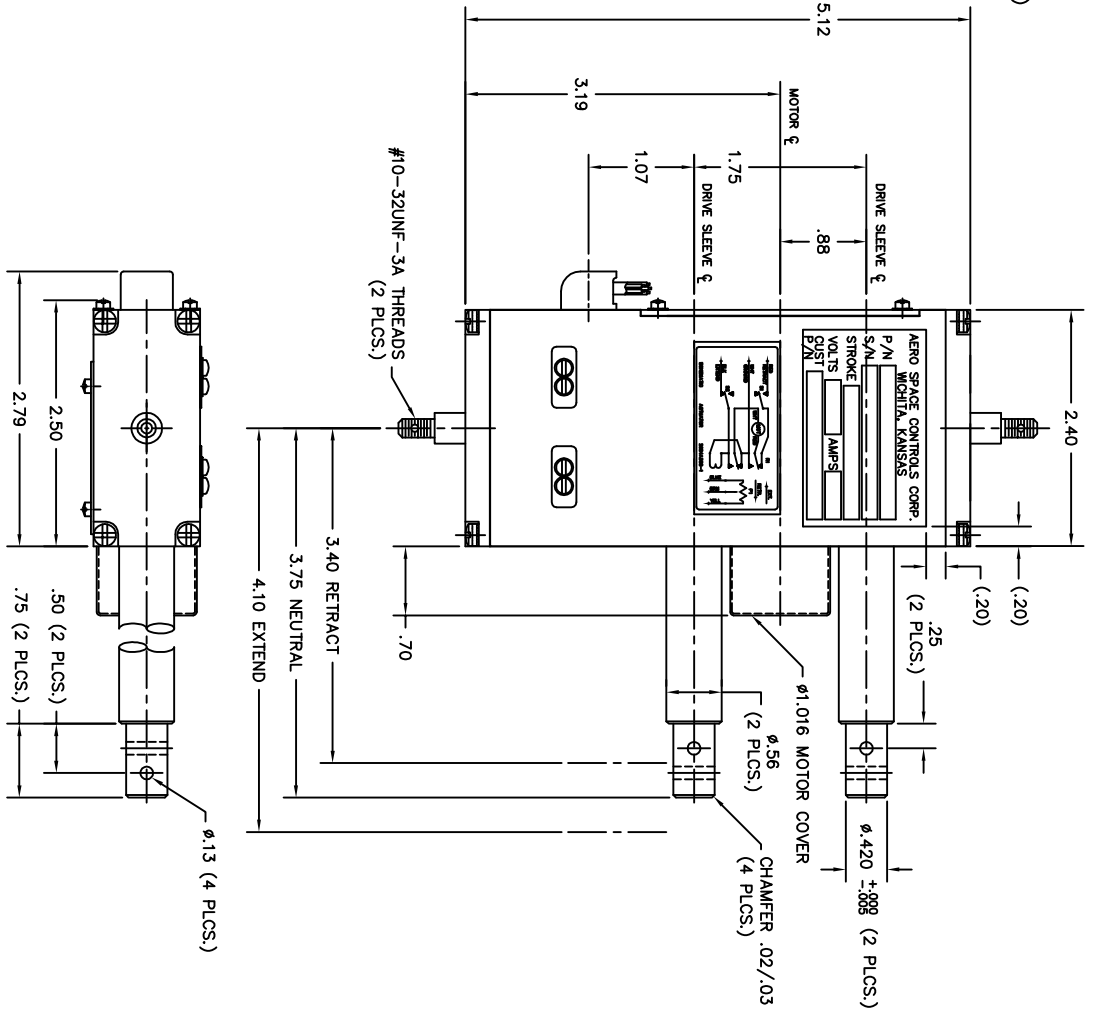 5.12
3.19
MOTOR ℄
1.07
1.75
DRIVE SLEEVE ℄
.88
DRIVE SLEEVE ℄
#10-32UNF-3A THREADS
(2 PLCS.)
2.40
(.20)
(.20)
.25
(2 PLCS.)
AERO SPACE CONTROLS CORP.
WICHITA, KANSAS
P/N
S/N
STROKE
VOLTS
AMPS
CUST
P/N
ø.420 +.000 -.005 (2 PLCS.)
ø1.016 MOTOR COVER
ø.56
(2 PLCS.)
CHAMFER .02/.03
(4 PLCS.)
.70
3.40 RETRACT
3.75 NEUTRAL
4.10 EXTEND
2.79
2.50
.50 (2 PLCS.)
.75 (2 PLCS.)
ø.13 (4 PLCS.)